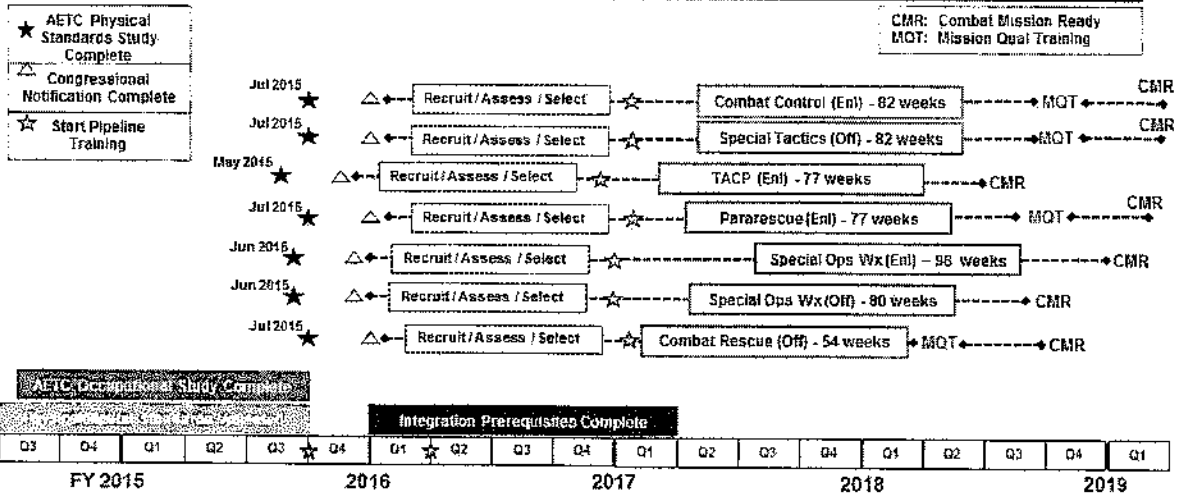 AETC Physical
Standards Study
Complete
Congressional
Notification Complete
Start Pipeline
Training
CMR: Combat Mission Ready
MQT: Mission Qual Training
Jul 2015 Recruit / Assess / Select Combat Control (Enl) - 82 weeks MQT CMR
Jul 2015 Recruit / Assess / Select Special Tactics (Off) - 82 weeks MQT CMR
May 2015 Recruit / Assess / Select TACP (Enl) - 77 weeks CMR
Jul 2015 Recruit / Assess / Select Pararescue (Enl) - 77 weeks MQT CMR
Jun 2015 Recruit / Assess / Select Special Ops Wx (Enl) – 98 weeks CMR
Jun 2015 Recruit / Assess / Select Special Ops Wx (Off) - 80 weeks CMR
Jul 2015 Recruit / Assess / Select Combat Rescue (Off) - 54 weeks MQT CMR
AETC Occupational Study Complete
Integration Prerequisites Complete
Q3 Q4 Q1 Q2 Q3 Q4 Q1 Q2 Q3 Q4 Q1 Q2 Q3 Q4 Q1 Q2 Q3 Q4 Q1
FY 2015 2016 2017 2018 2019